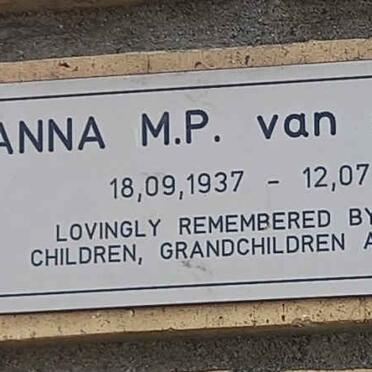 ANNA M.P. van
18,09,1937 - 12,07
LOVINGLY REMEMBERED BY
CHILDREN, GRANDCHILDREN A